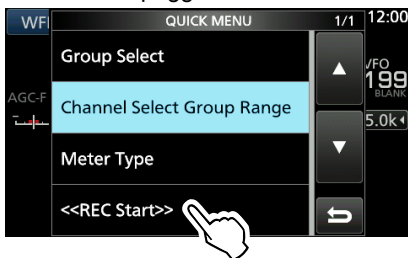 WF
QUICK MENU
1/1
12:00
Group Select
VFO
199
BLANK
AGC-F
Channel Select Group Range
5.0k
Meter Type
<<REC Start>>